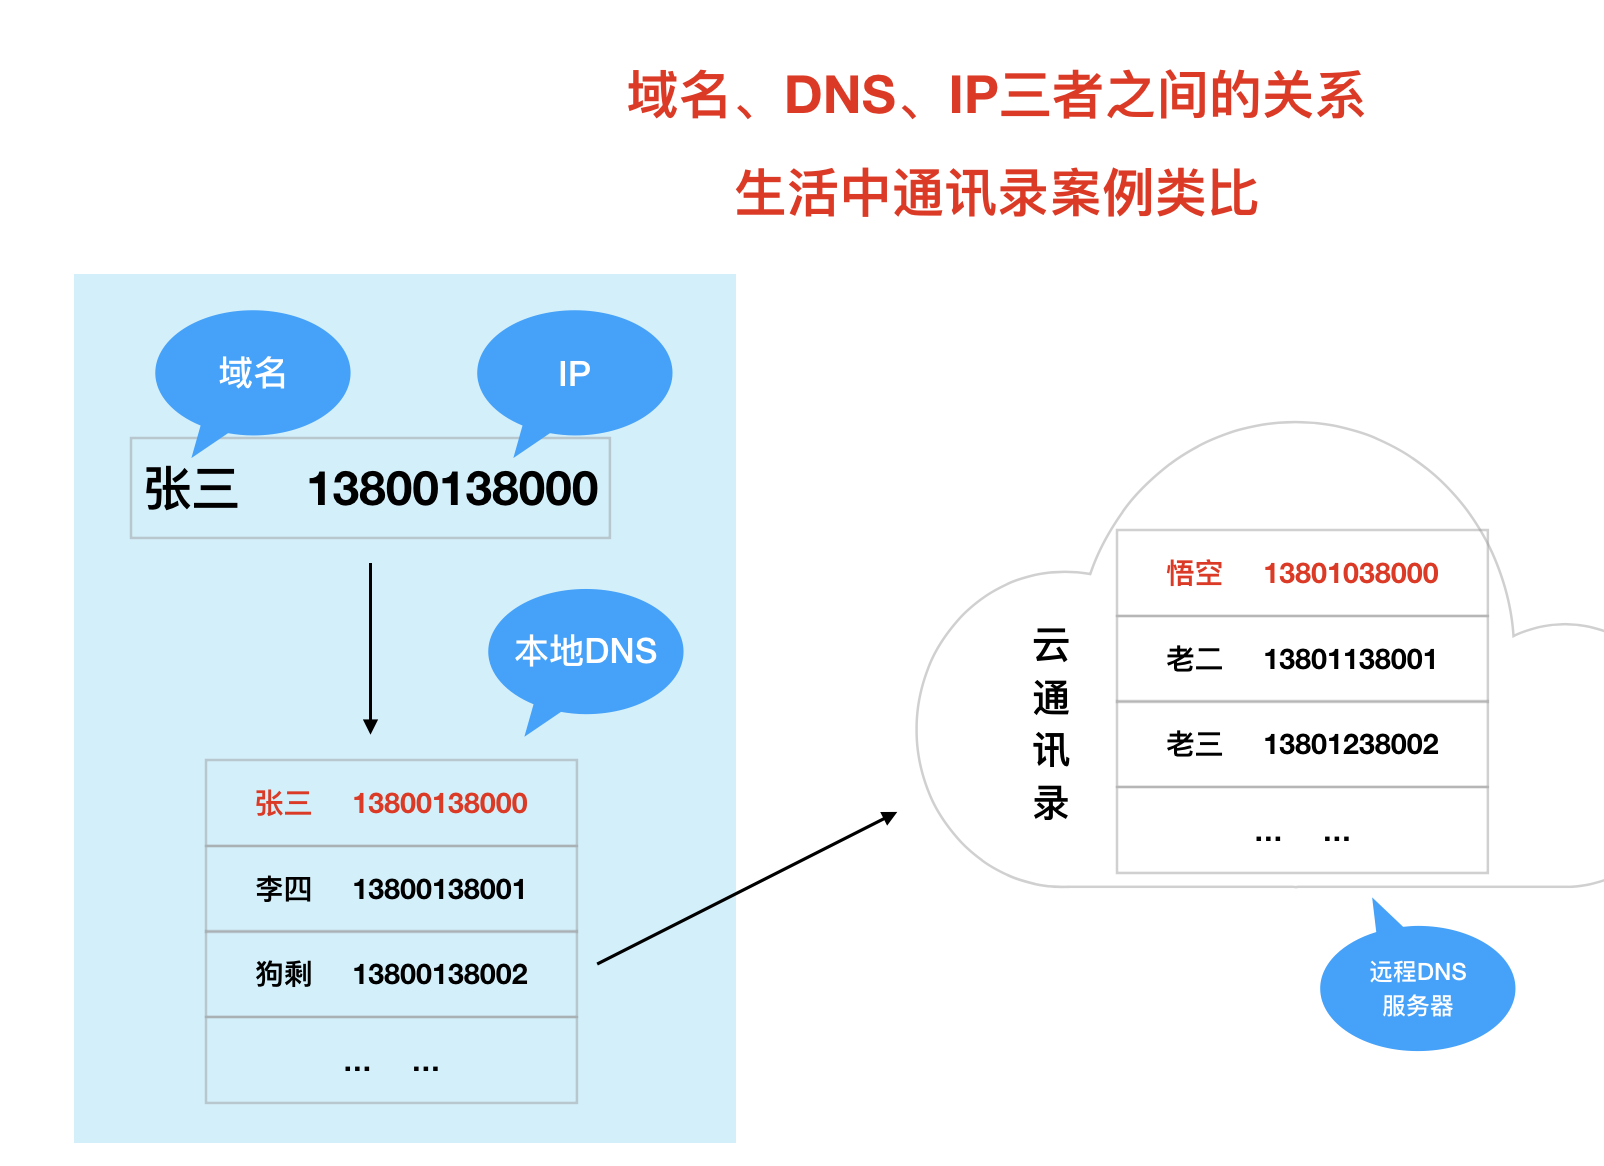 域名、DNS、IP三者之间的关系
生活中通讯录案例类比
域名
IP
张三 13800138000
本地DNS
张三 13800138000
李四 13800138001
狗剩 13800138002
... ...
云通讯录
悟空 13801038000
老二 13801138001
老三 13801238002
... ...
远程DNS
服务器